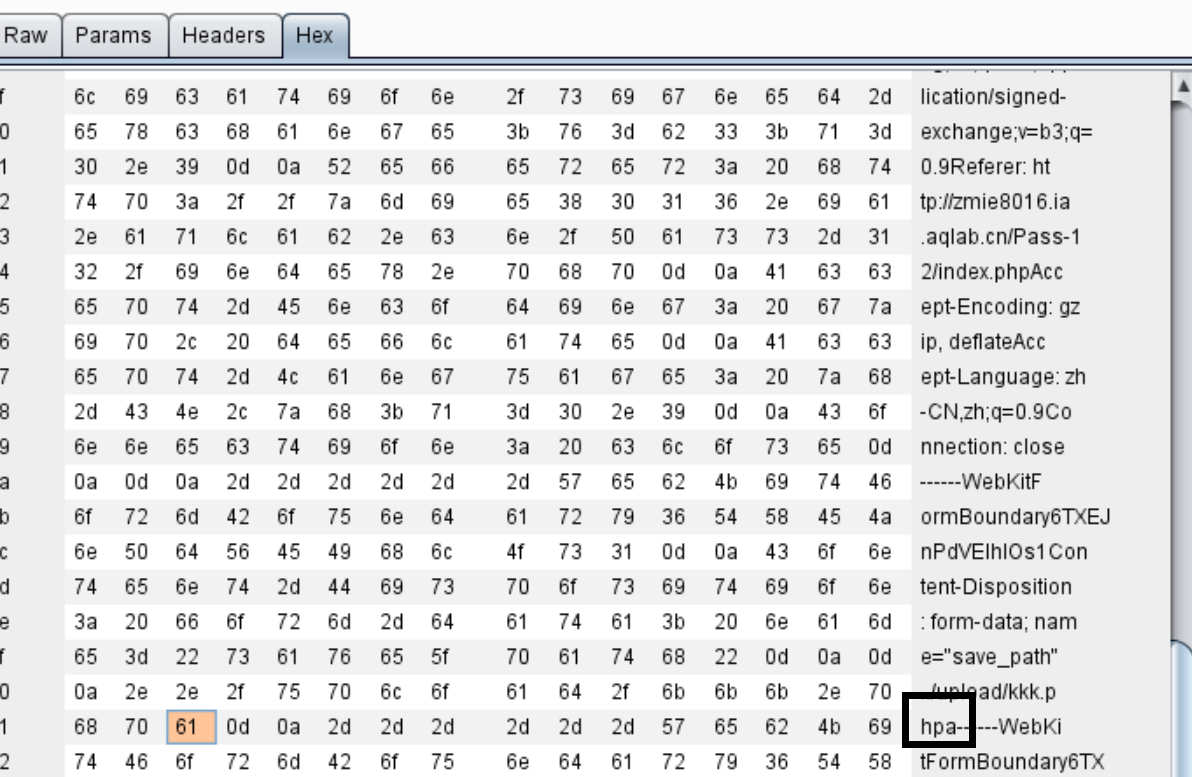 Raw Params Headers Hex
f 6c 69 63 61 74 69 6f 6e 2f 73 69 67 6e 65 64 2d lication/signed-
0 65 78 63 68 61 6e 67 65 3b 76 3d 62 33 3b 71 3d exchange;v=b3;q=
1 30 2e 39 0d 0a 52 65 66 65 72 65 72 3a 20 68 74 0.9Referer: ht
2 74 70 3a 2f 2f 7a 6d 69 65 38 30 31 36 2e 69 61 tp://zmie8016.ia
3 2e 61 71 6c 61 62 2e 63 6e 2f 50 61 73 73 2d 31 .aqlab.cn/Pass-1
4 32 2f 69 6e 64 65 78 2e 70 68 70 0d 0a 41 63 63 2/index.phpAcc
5 65 70 74 2d 45 6e 63 6f 64 69 6e 67 3a 20 67 7a ept-Encoding: gz
6 69 70 2c 20 64 65 66 6c 61 74 65 0d 0a 41 63 63 ip, deflateAcc
7 65 70 74 2d 4c 61 6e 67 75 61 67 65 3a 20 7a 68 ept-Language: zh
8 2d 43 4e 2c 7a 68 3b 71 3d 30 2e 39 0d 0a 43 6f -CN,zh;q=0.9Co
9 6e 6e 65 63 74 69 6f 6e 3a 20 63 6c 6f 73 65 0d nnection: close
a 0a 0d 0a 2d 2d 2d 2d 2d 2d 57 65 62 4b 69 74 46 ------WebKitF
b 6f 72 6d 42 6f 75 6e 64 61 72 79 36 54 58 45 4a ormBoundary6TXEJ
c 6e 50 64 56 45 49 68 6c 4f 73 31 0d 0a 43 6f 6e nPdVEIhlOs1Con
d 74 65 6e 74 2d 44 69 73 70 6f 73 69 74 69 6f 6e tent-Disposition
e 3a 20 66 6f 72 6d 2d 64 61 74 61 3b 20 6e 61 6d : form-data; nam
f 65 3d 22 73 61 76 65 5f 70 61 74 68 22 0d 0a 0d e="save_path"
0 0a 2e 2e 2f 75 70 6c 6f 61 64 2f 6b 6b 6b 2e 70 ../upload/kkk.p
1 68 70 61 0d 0a 2d 2d 2d 2d 2d 2d 57 65 62 4b 69 hpa------WebKi
2 74 46 6f 72 6d 42 6f 75 6e 64 61 72 79 36 54 58 tFormBoundary6TX